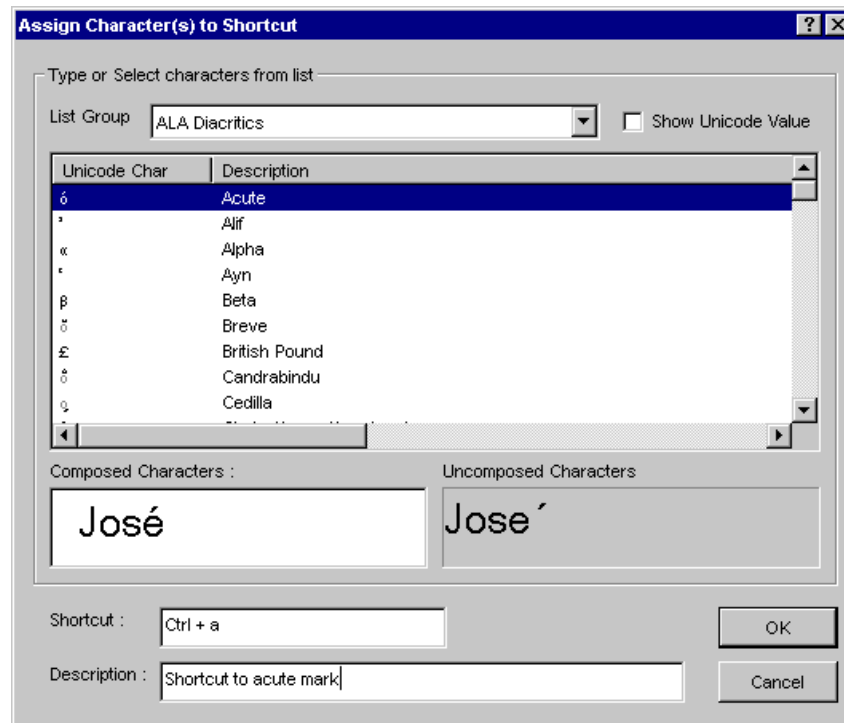 Assign Character(s) to Shortcut
Type or Select characters from list
List Group ALA Diacritics Show Unicode Value
Unicode Char Description
ó Acute
ʾ Alif
α Alpha
ʿ Ayn
β Beta
ŏ Breve
£ British Pound
o̐ Candrabindu
o̧ Cedilla
Composed Characters : Uncomposed Characters
José Jose´
Shortcut : Ctrl + a OK
Description : Shortcut to acute mark Cancel